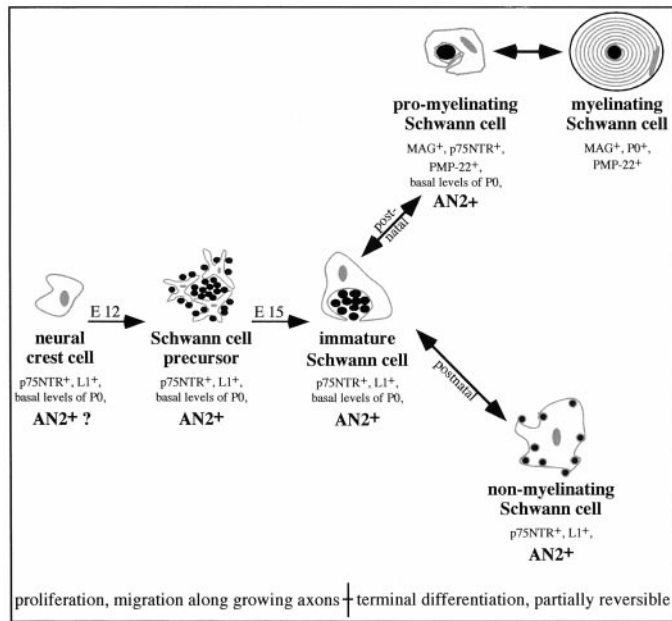 pro-myelinating
Schwann cell
MAG+, p75NTR+,
PMP-22+,
basal levels of P0,
AN2+
myelinating
Schwann cell
MAG+, P0+,
PMP-22+
post-
natal
E 12
E 15
neural
crest cell
p75NTR+, L1+,
basal levels of P0,
AN2+ ?
Schwann cell
precursor
p75NTR+, L1+,
basal levels of P0,
AN2+
immature
Schwann cell
p75NTR+, L1+,
basal levels of P0,
AN2+
postnatal
non-myelinating
Schwann cell
p75NTR+, L1+,
AN2+
proliferation, migration along growing axons
terminal differentiation, partially reversible